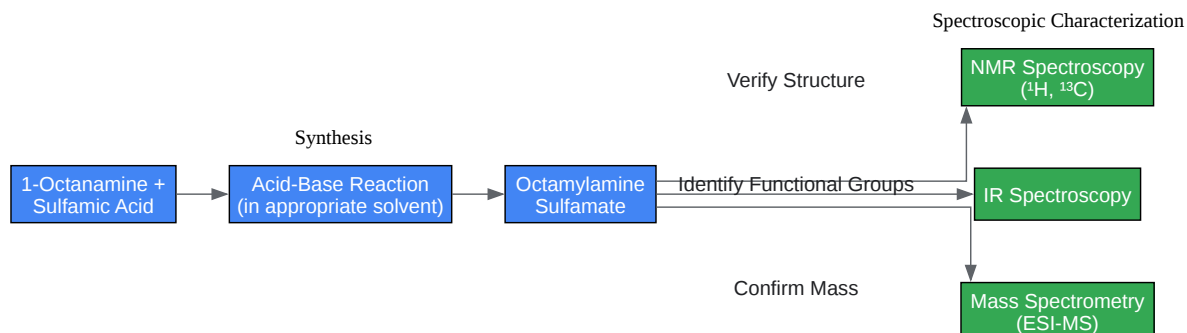 Spectroscopic Characterization
NMR Spectroscopy
(¹H, ¹³C)
Verify Structure
Synthesis
1-Octanamine +
Sulfamic Acid
Acid-Base Reaction
(in appropriate solvent)
Octamylamine
Sulfamate
Identify Functional Groups
IR Spectroscopy
Confirm Mass
Mass Spectrometry
(ESI-MS)